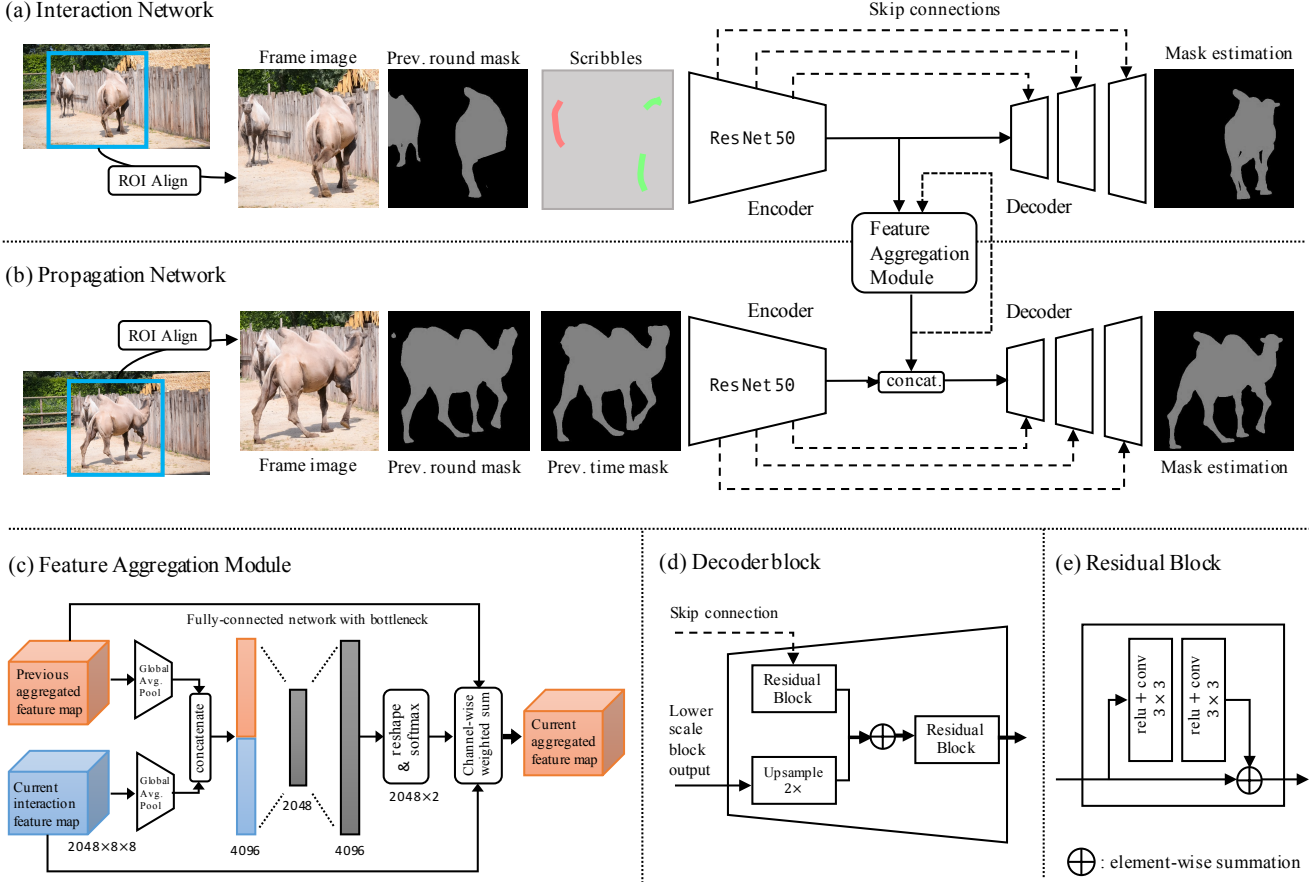 (a) Interaction Network
Skip connections
Frame image
Prev. round mask
Scribbles
Mask estimation
ROI Align
ResNet50
Encoder
Decoder
Feature
Aggregation
Module
(b) Propagation Network
ROI Align
Encoder
Decoder
ResNet50
concat.
Frame image
Prev. round mask
Prev. time mask
Mask estimation
(c) Feature Aggregation Module
Fully-connected network with bottleneck
Previous
aggregated
feature map
Global
Avg.
Pool
concatenate
Current
interaction
feature map
Global
Avg.
Pool
2048×8×8
4096
2048
4096
reshape
& softmax
2048×2
Channel-wise
weighted sum
Current
aggregated
feature map
(d) Decoder block
Skip connection
Residual
Block
Lower
scale
block
output
Upsample
2×
Residual
Block
(e) Residual Block
relu + conv
3 × 3
relu + conv
3 × 3
: element-wise summation